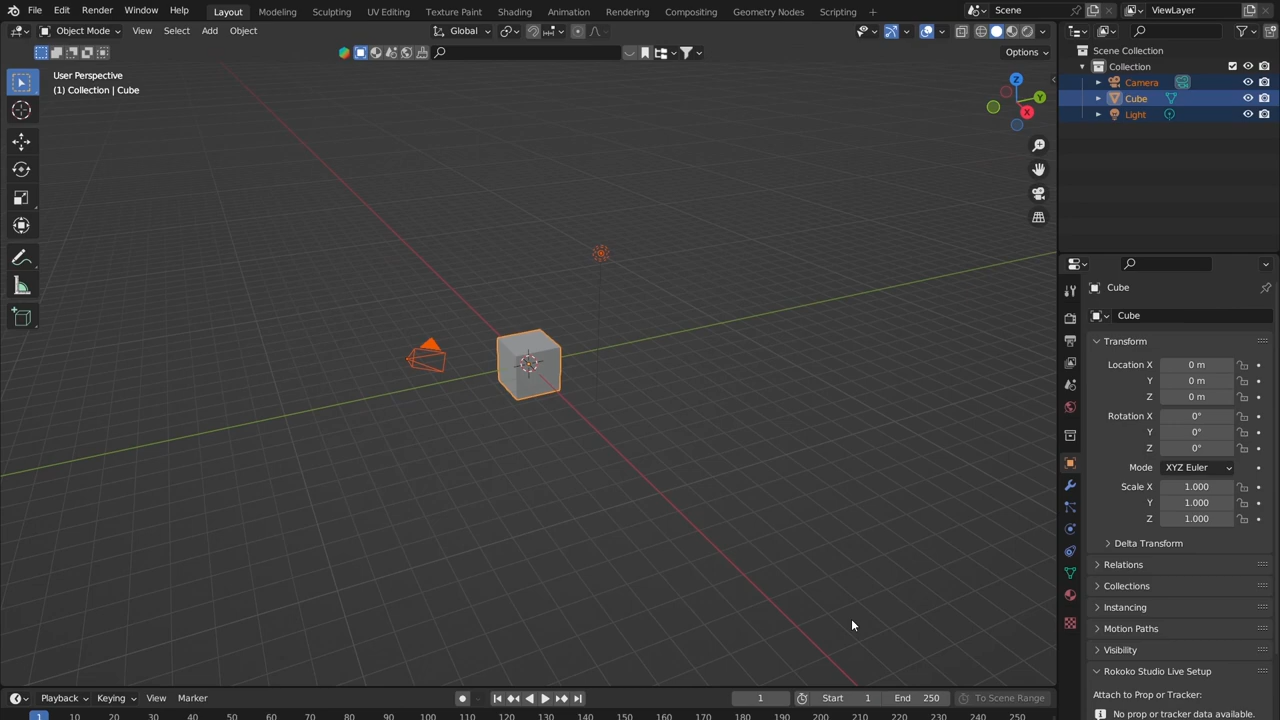 File Edit Render Window Help Layout Modeling Sculpting UV Editing Texture Paint Shading Animation Rendering Compositing Geometry Nodes Scripting + Scene ViewLayer
Object Mode View Select Add Object Global
Options
User Perspective
(1) Collection | Cube
Z
Y
X
Scene Collection
Collection
Camera
Cube
Light
Cube
Cube
Transform
Location X 0 m
Y 0 m
Z 0 m
Rotation X 0°
Y 0°
Z 0°
Mode XYZ Euler
Scale X 1.000
Y 1.000
Z 1.000
Delta Transform
Relations
Collections
Instancing
Motion Paths
Visibility
Rokoko Studio Live Setup
Attach to Prop or Tracker:
No prop or tracker data available.
Playback Keying View Marker 1 Start 1 End 250 To Scene Range
1 10 20 30 40 50 60 70 80 90 100 110 120 130 140 150 160 170 180 190 200 210 220 230 240 250